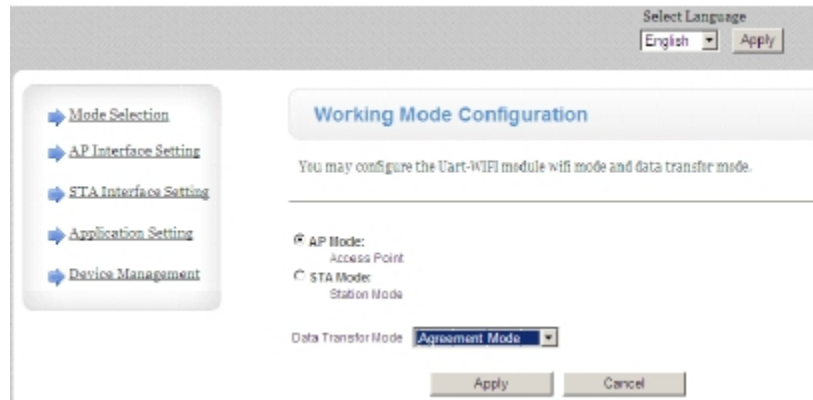 Select Language
English Apply
Mode Selection
AP Interface Setting
STA Interface Setting
Application Setting
Device Management
Working Mode Configuration
You may configure the Uart-WIFI module wifi mode and data transfer mode.
AP Mode:
Access Point
STA Mode:
Station Mode
Data Transfor Mode Agreement Mode
Apply Cancel